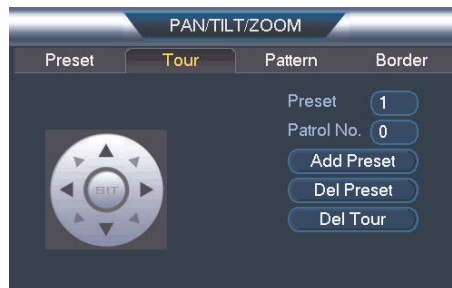 PAN/TILT/ZOOM
Preset Tour Pattern Border
Preset 1
Patrol No. 0
SIT
Add Preset
Del Preset
Del Tour